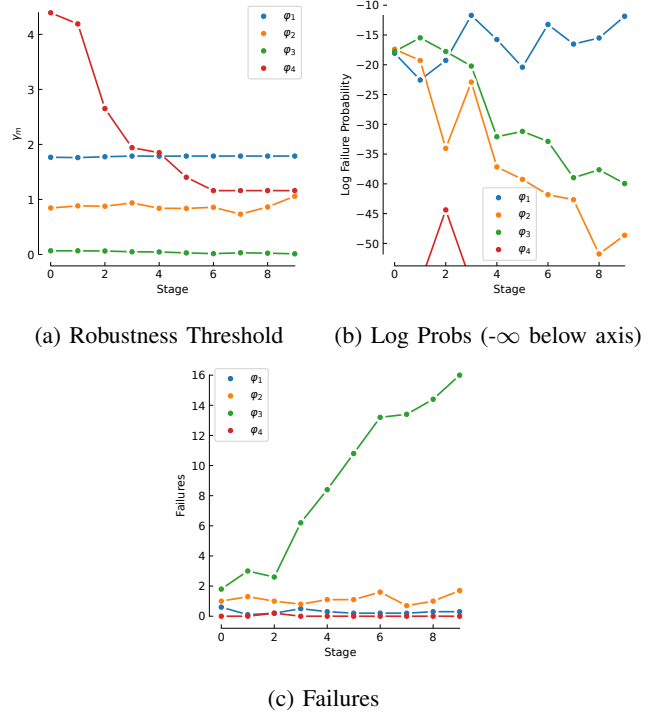 φ1
φ2
φ3
φ4
4
3
2
1
0
γm
0 2 4 6 8
Stage
(a) Robustness Threshold
−10
−15
−20
−25
−30
−35
−40
−45
−50
Log Failure Probability
φ1
φ2
φ3
φ4
0 2 4 6 8
Stage
(b) Log Probs (-∞ below axis)
φ1
φ2
φ3
φ4
16
14
12
10
8
6
4
2
0
Failures
0 2 4 6 8
Stage
(c) Failures